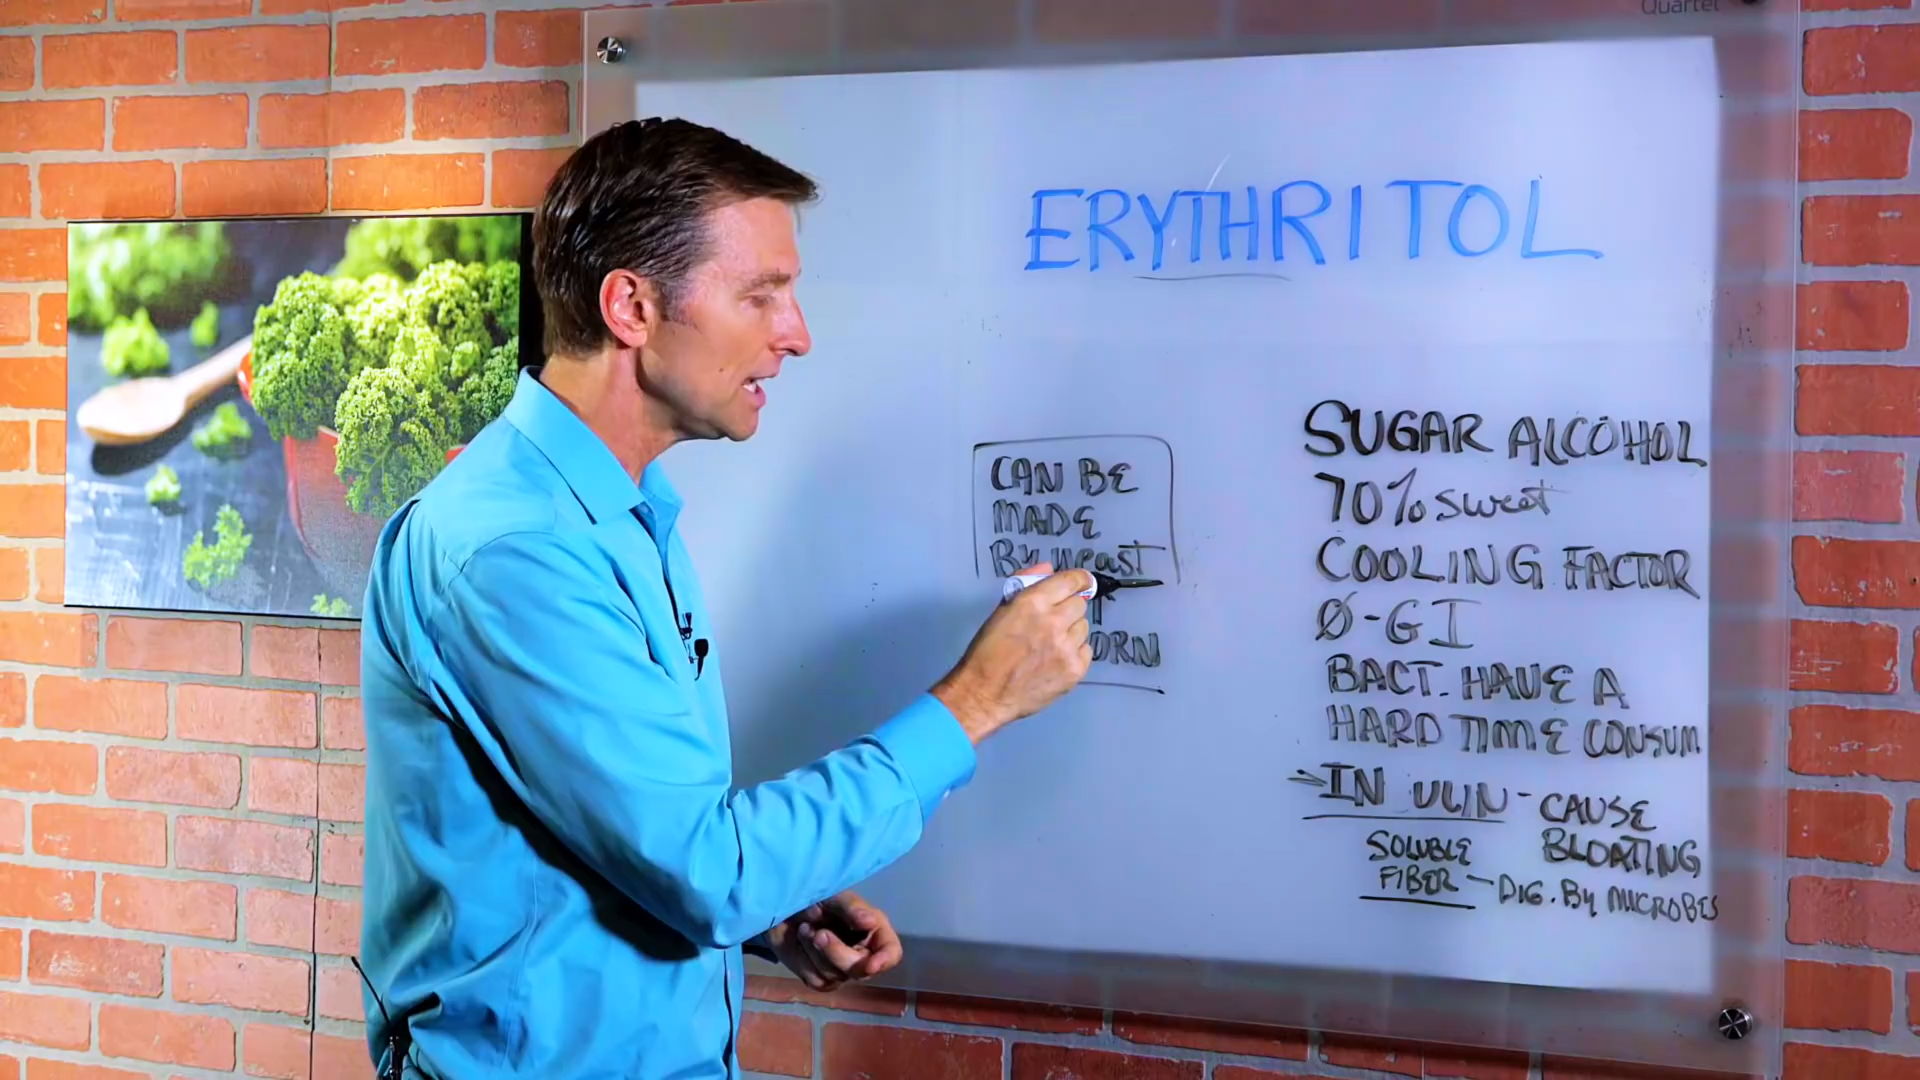 Quartet
ERYTHRITOL
CAN BE
MADE
By yeast
SUGAR ALCOHOL
70% sweet
COOLING FACTOR
Ø-GI
BACT. HAVE A
HARD TIME CONSUM
→IN ULIN - CAUSE
BLOATING
SOLUBLE
FIBER - DIG. By MICROBES